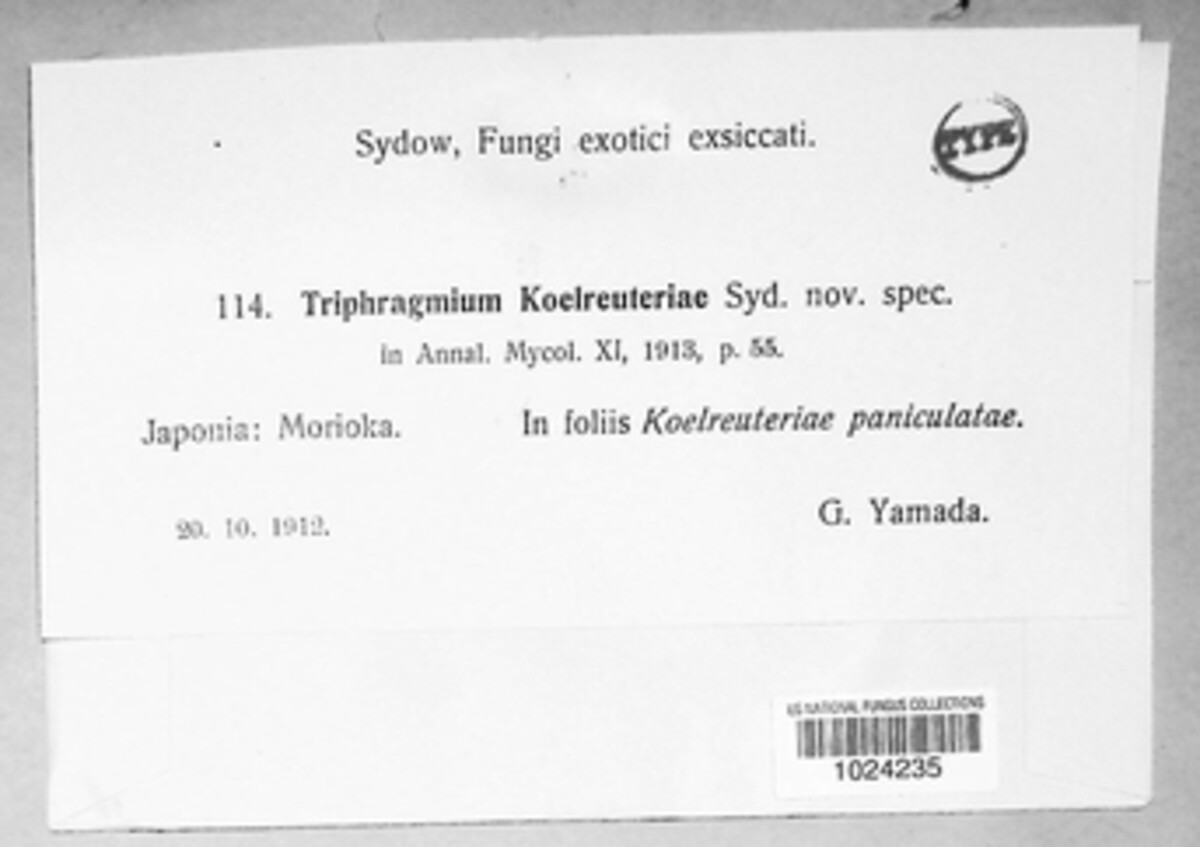 Sydow, Fungi exotici exsiccati.
TYPE
114. Triphragmium Koelreuteriae Syd. nov. spec.
in Annal. Mycol. XI, 1913, p. 55.
Japonia: Morioka. In foliis Koelreuteriae paniculatae.
20. 10. 1912. G. Yamada.
US NATIONAL FUNGUS COLLECTIONS
1024235